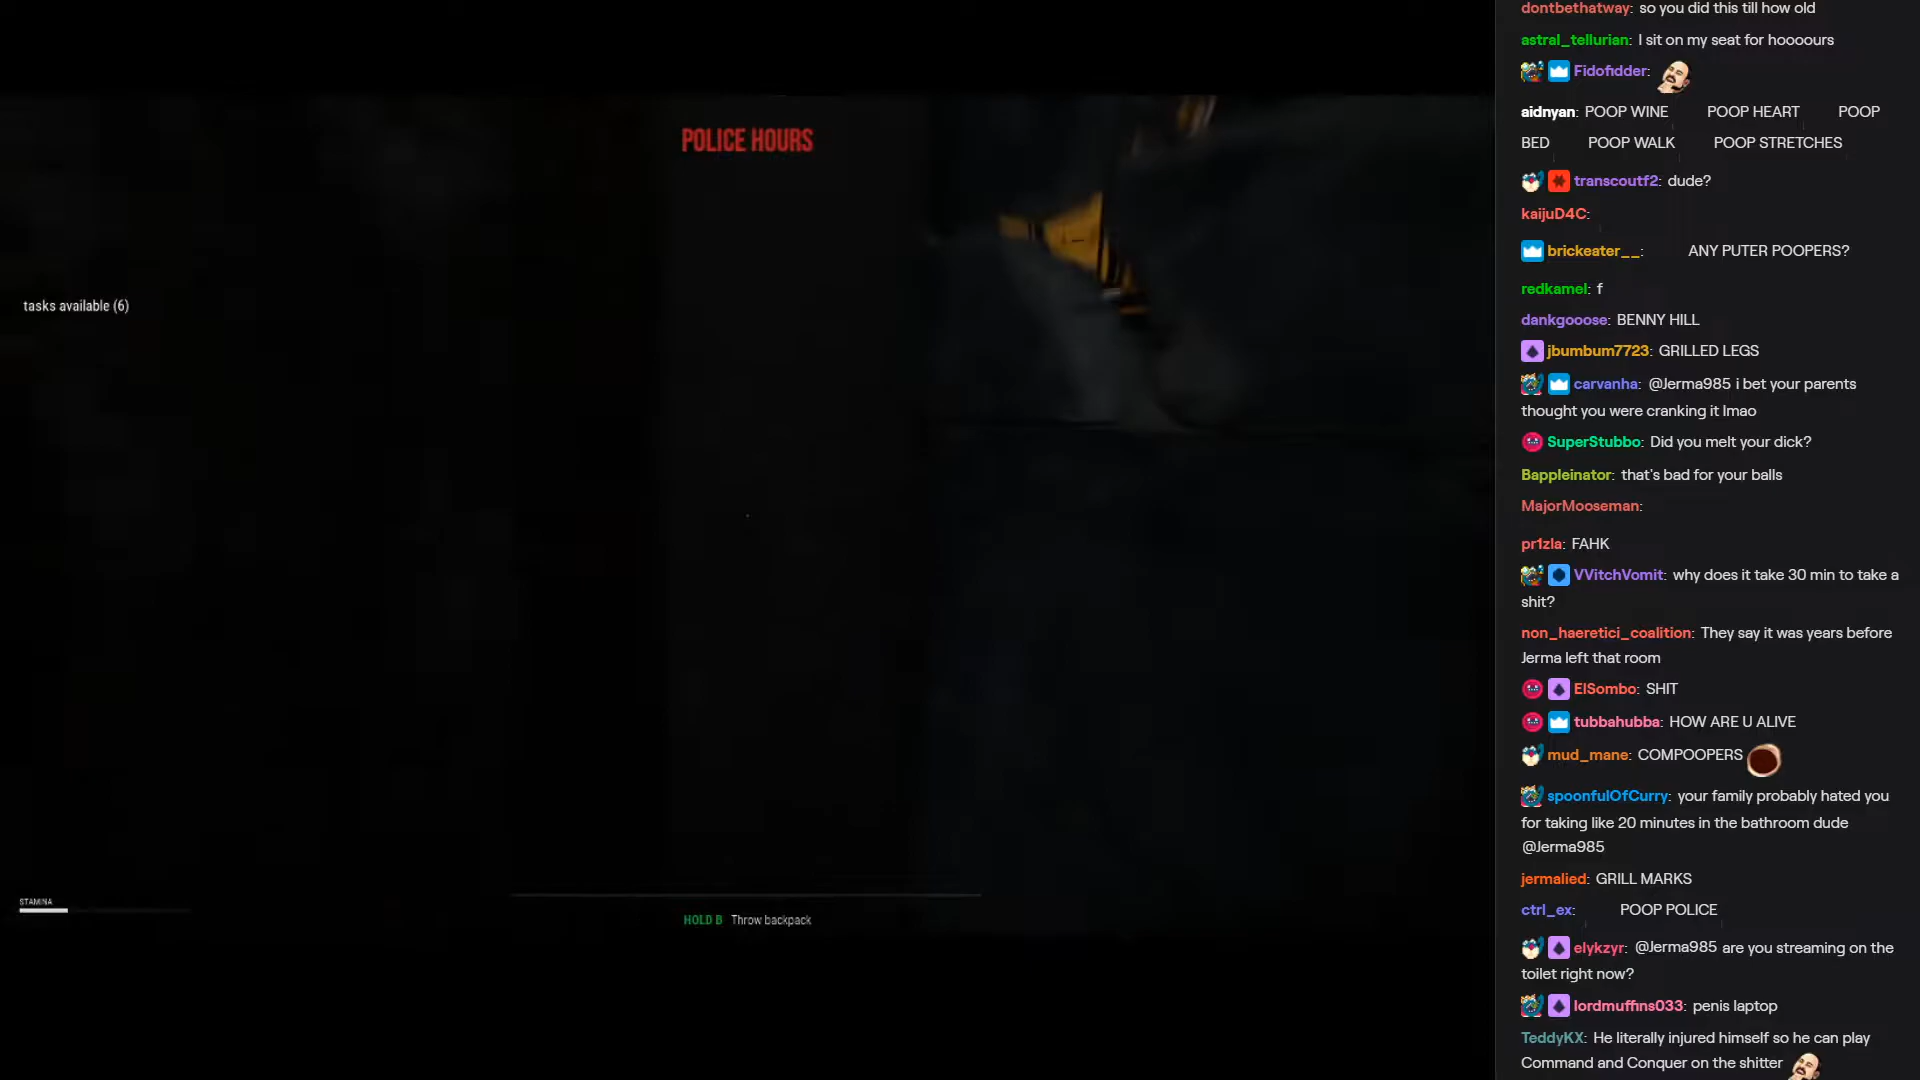 POLICE HOURS
tasks available (6)
STAMINA
HOLD B Throw backpack
dontbethatway: so you did this till how old
astral_tellurian: I sit on my seat for hoooours
Fidofidder:
aidnyan: POOP WINE POOP HEART POOP
BED POOP WALK POOP STRETCHES
transcoutf2: dude?
kaijuD4C:
brickeater__: ANY PUTER POOPERS?
redkamel: f
dankgooose: BENNY HILL
jbumbum7723: GRILLED LEGS
carvanha: @Jerma985 i bet your parents
thought you were cranking it lmao
SuperStubbo: Did you melt your dick?
Bappleinator: that's bad for your balls
MajorMooseman:
pr1zla: FAHK
VVitchVomit: why does it take 30 min to take a
shit?
non_haeretici_coalition: They say it was years before
Jerma left that room
ElSombo: SHIT
tubbahubba: HOW ARE U ALIVE
mud_mane: COMPOOPERS
spoonfulOfCurry: your family probably hated you
for taking like 20 minutes in the bathroom dude
@Jerma985
jermalied: GRILL MARKS
ctrl_ex: POOP POLICE
elykzyr: @Jerma985 are you streaming on the
toilet right now?
lordmuffins033: penis laptop
TeddyKX: He literally injured himself so he can play
Command and Conquer on the shitter